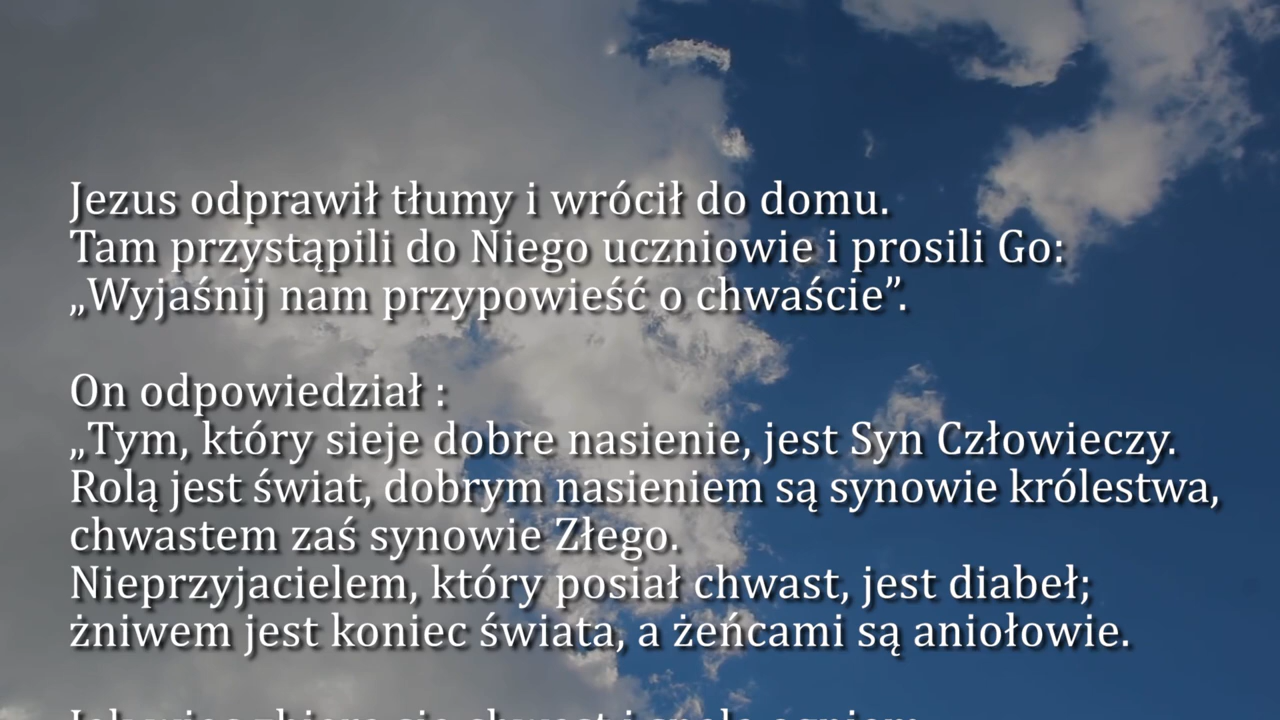 Jezus odprawił tłumy i wrócił do domu.
Tam przystąpili do Niego uczniowie i prosili Go:
„Wyjaśnij nam przypowieść o chwaście”.
On odpowiedział :
„Tym, który sieje dobre nasienie, jest Syn Człowieczy.
Rolą jest świat, dobrym nasieniem są synowie królestwa,
chwastem zaś synowie Złego.
Nieprzyjacielem, który posiał chwast, jest diabeł;
żniwem jest koniec świata, a żeńcami są aniołowie.